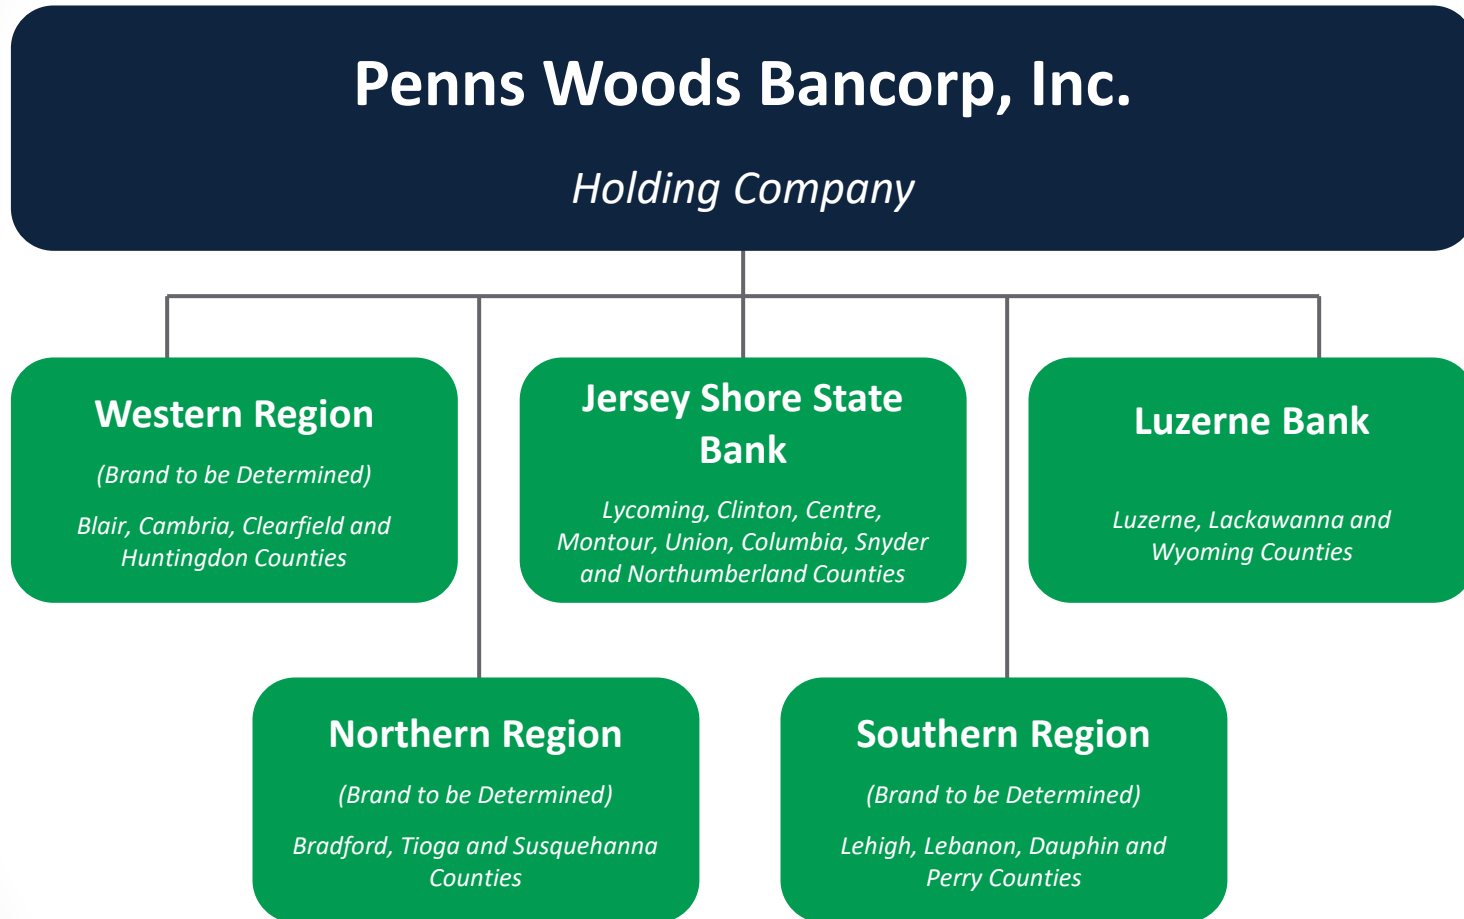 Penns Woods Bancorp, Inc.
Holding Company
Western Region
(Brand to be Determined)
Blair, Cambria, Clearfield and
Huntingdon Counties
Jersey Shore State
Bank
Lycoming, Clinton, Centre,
Montour, Union, Columbia, Snyder
and Northumberland Counties
Luzerne Bank
Luzerne, Lackawanna and
Wyoming Counties
Northern Region
(Brand to be Determined)
Bradford, Tioga and Susquehanna
Counties
Southern Region
(Brand to be Determined)
Lehigh, Lebanon, Dauphin and
Perry Counties